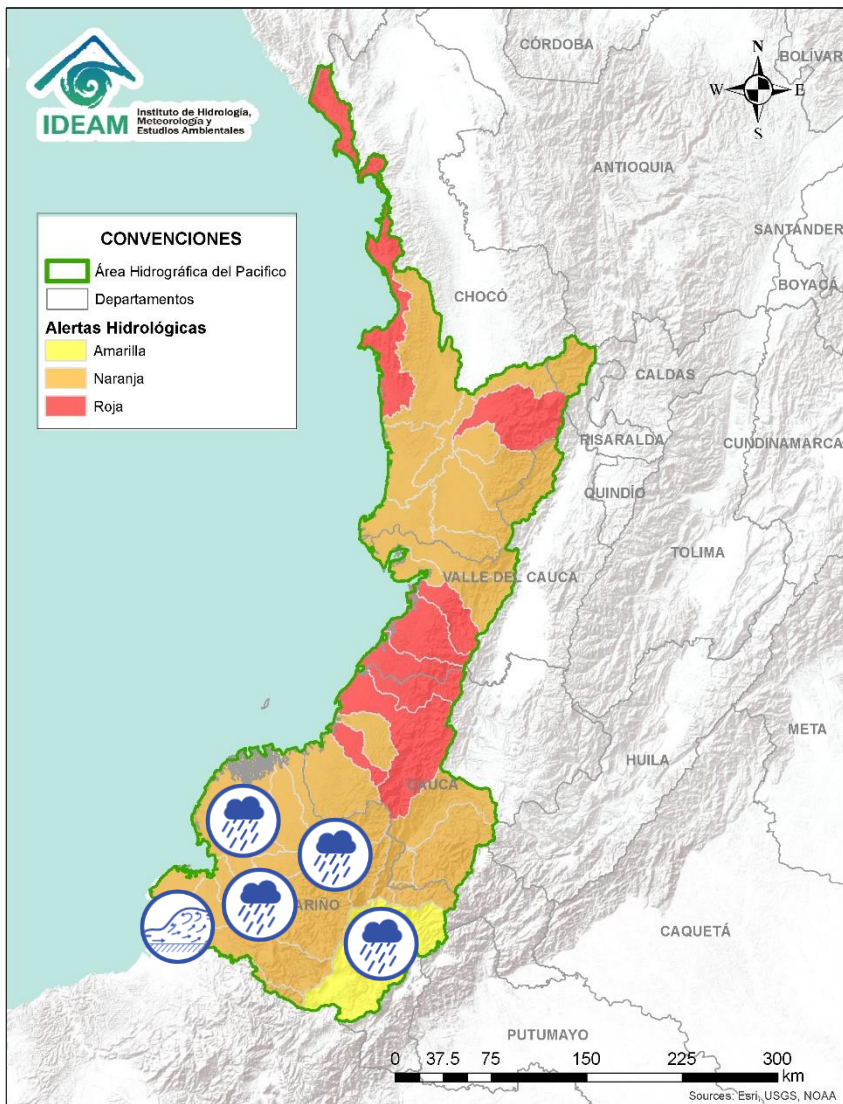 IDEAM
Instituto de Hidrología,
Meteorología y
Estudios Ambientales
N
W
E
S
CÓRDOBA
BOLÍVAR
ANTIOQUIA
SANTANDER
BOYACÁ
CHOCÓ
CALDAS
RISARALDA
CUNDINAMARCA
QUINDÍO
TOLIMA
VALLE DEL CAUCA
META
HUILA
CAUCA
ARIÑO
CAQUETÁ
PUTUMAYO
CONVENCIONES
Área Hidrográfica del Pacifico
Departamentos
Alertas Hidrológicas
Amarilla
Naranja
Roja
0 37.5 75 150 225 300
km
Sources: Esri, USGS, NOAA